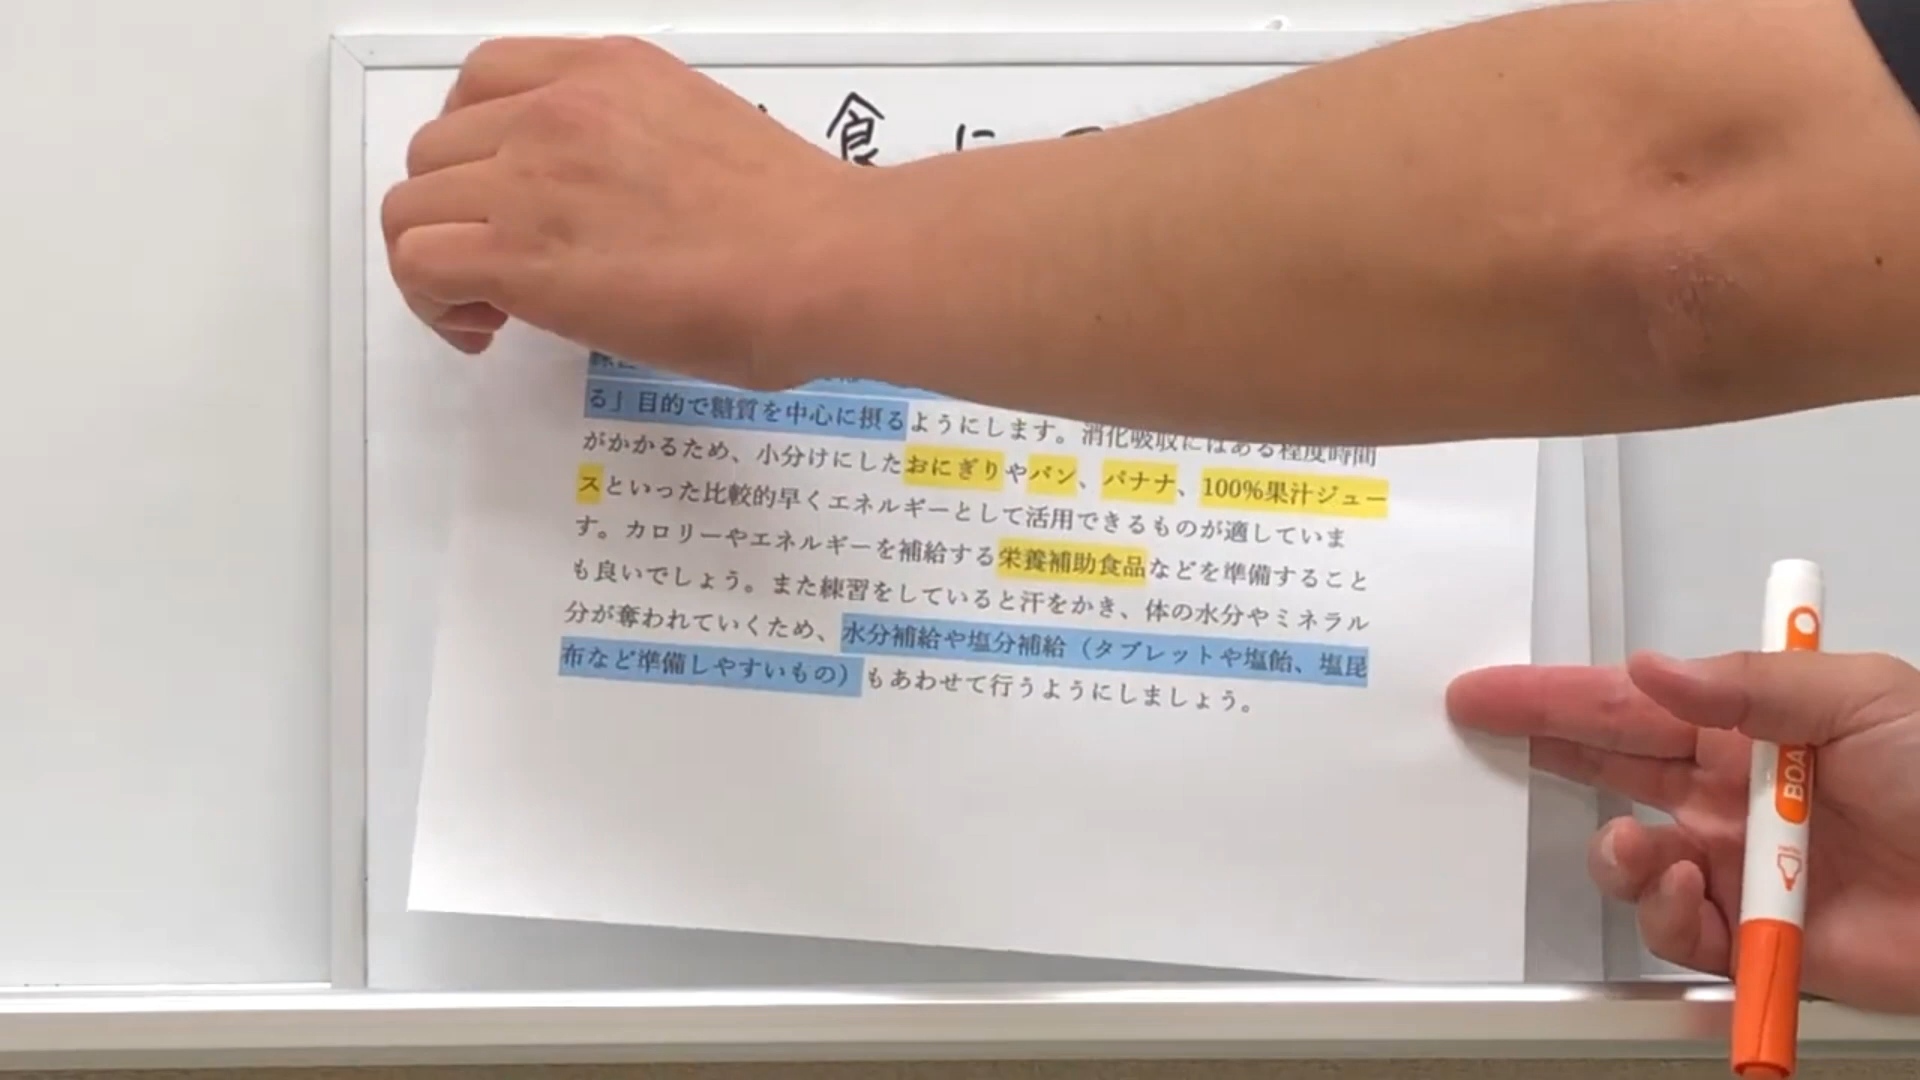 食に
る」目的で糖質を中心に摂るようにします。消化吸収にはある程度時間
がかかるため、小分けにしたおにぎりやパン、バナナ、100%果汁ジュー
スといった比較的早くエネルギーとして活用できるものが適していま
す。カロリーやエネルギーを補給する栄養補助食品などを準備すること
も良いでしょう。また練習をしていると汗をかき、体の水分やミネラル
分が奪われていくため、水分補給や塩分補給（タブレットや塩飴、塩昆
布など準備しやすいもの）もあわせて行うようにしましょう。
BOA